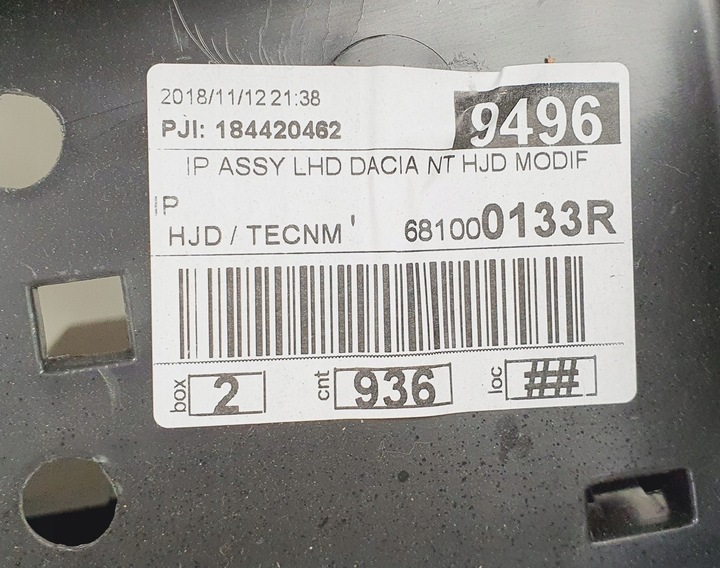 2018/11/12 21:38
PJI: 184420462
9496
IP ASSY LHD DACIA NT HJD MODIF
IP
HJD / TECNM '
681000133R
box 2 cnt 936 loc ##